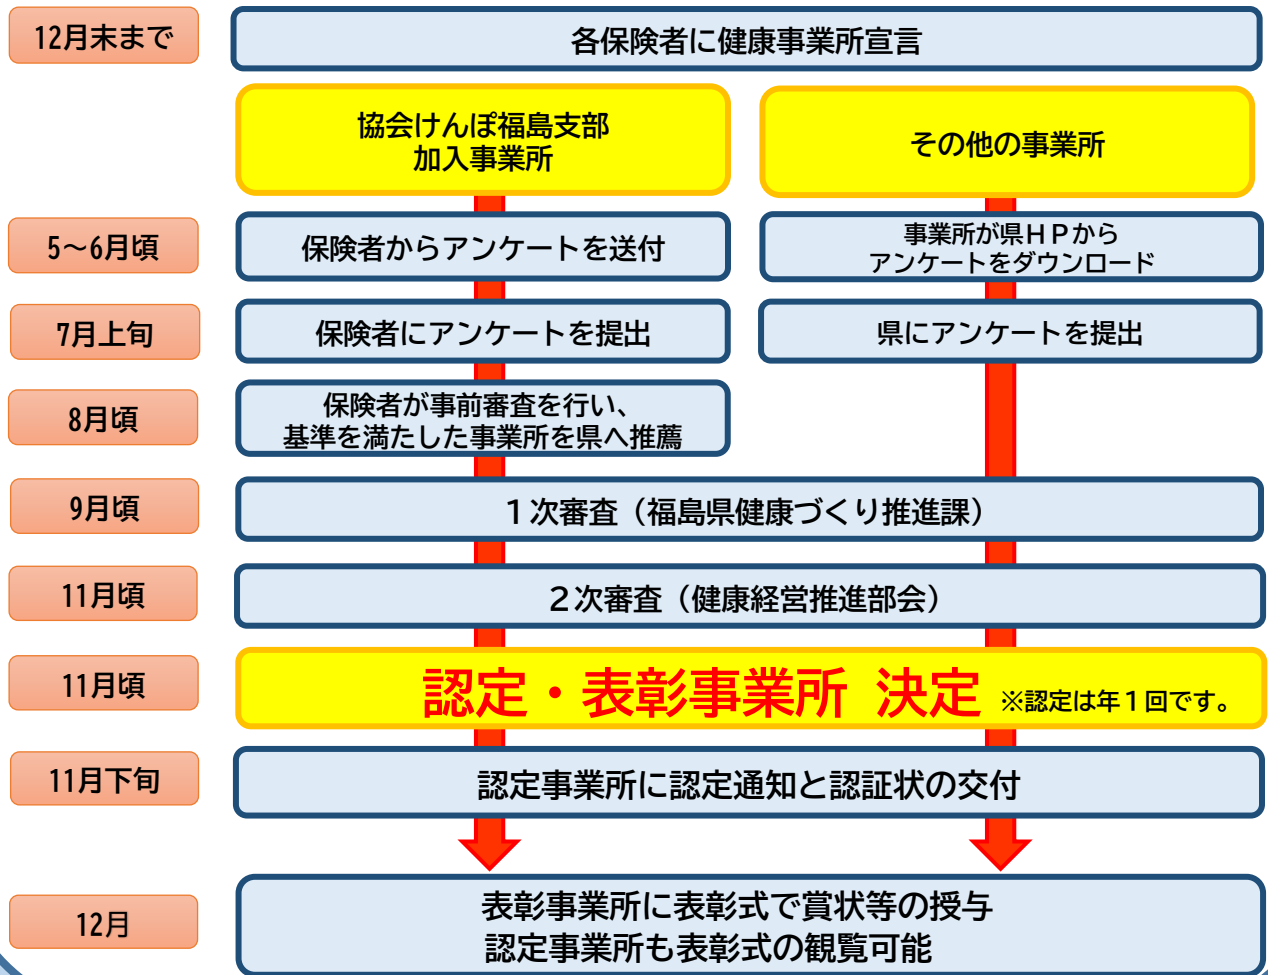 12月末まで
各保険者に健康事業所宣言
協会けんぽ福島支部
加入事業所
その他の事業所
5～6月頃
保険者からアンケートを送付
事業所が県ＨＰから
アンケートをダウンロード
7月上旬
保険者にアンケートを提出
県にアンケートを提出
8月頃
保険者が事前審査を行い、
基準を満たした事業所を県へ推薦
9月頃
１次審査（福島県健康づくり推進課）
11月頃
２次審査（健康経営推進部会）
11月頃
認定・表彰事業所 決定 ※認定は年１回です。
11月下旬
認定事業所に認定通知と認証状の交付
12月
表彰事業所に表彰式で賞状等の授与
認定事業所も表彰式の観覧可能